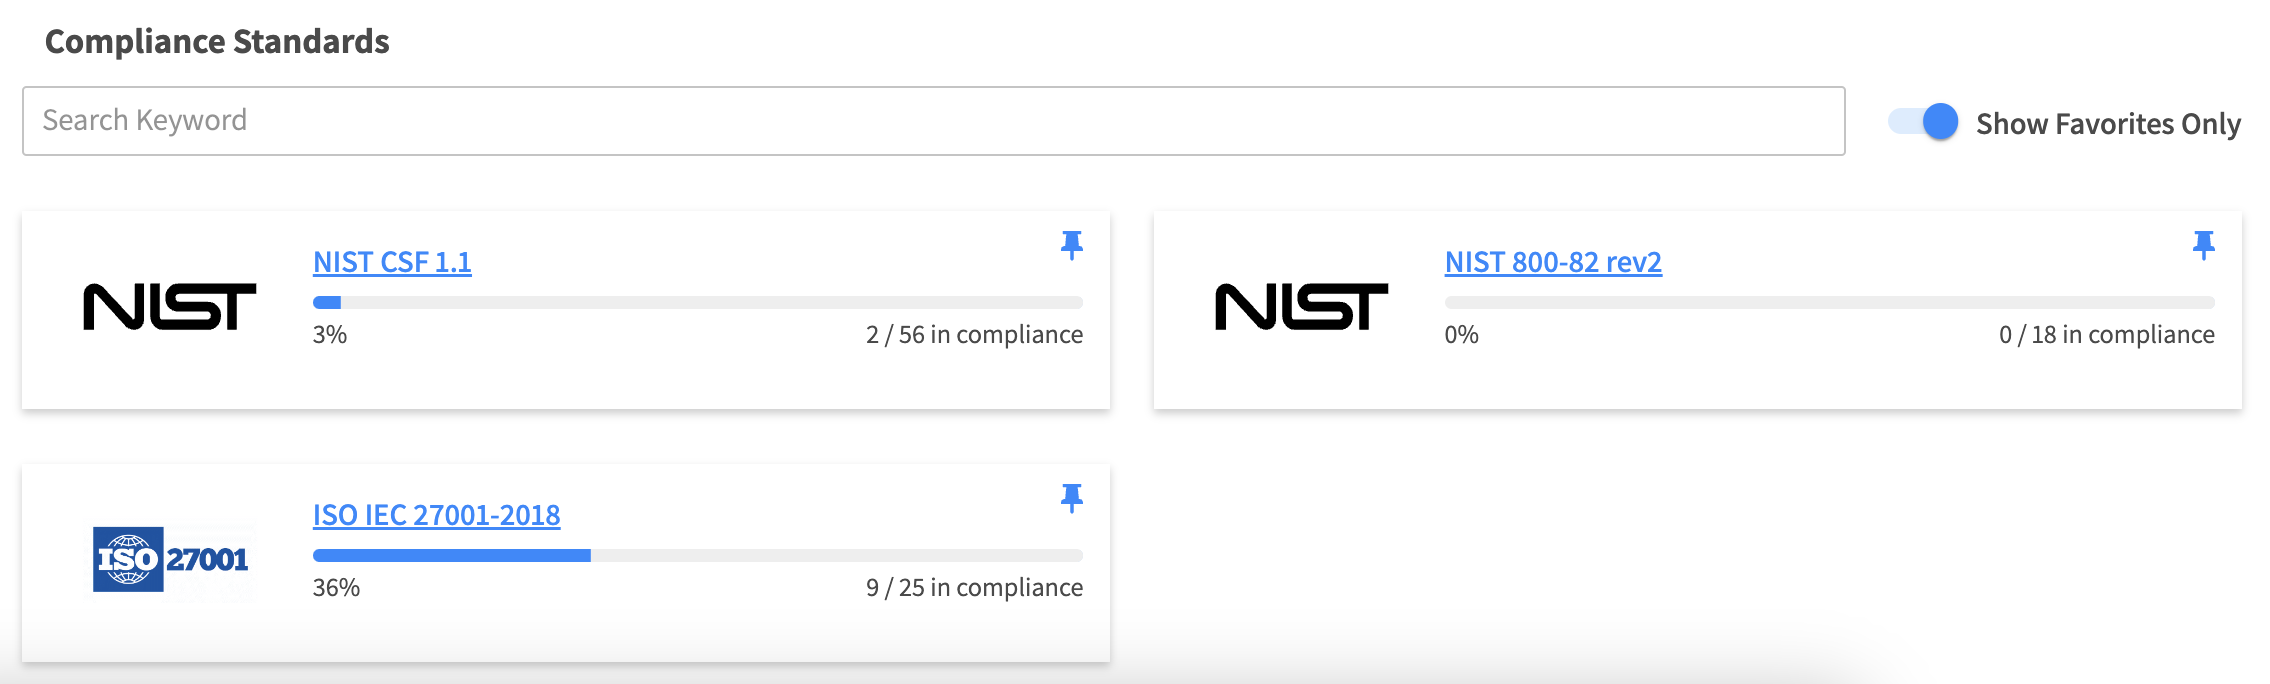 Compliance Standards
Search Keyword
Show Favorites Only
NIST
NIST CSF 1.1
3%
2 / 56 in compliance
NIST
NIST 800-82 rev2
0%
0 / 18 in compliance
ISO 27001
ISO IEC 27001-2018
36%
9 / 25 in compliance